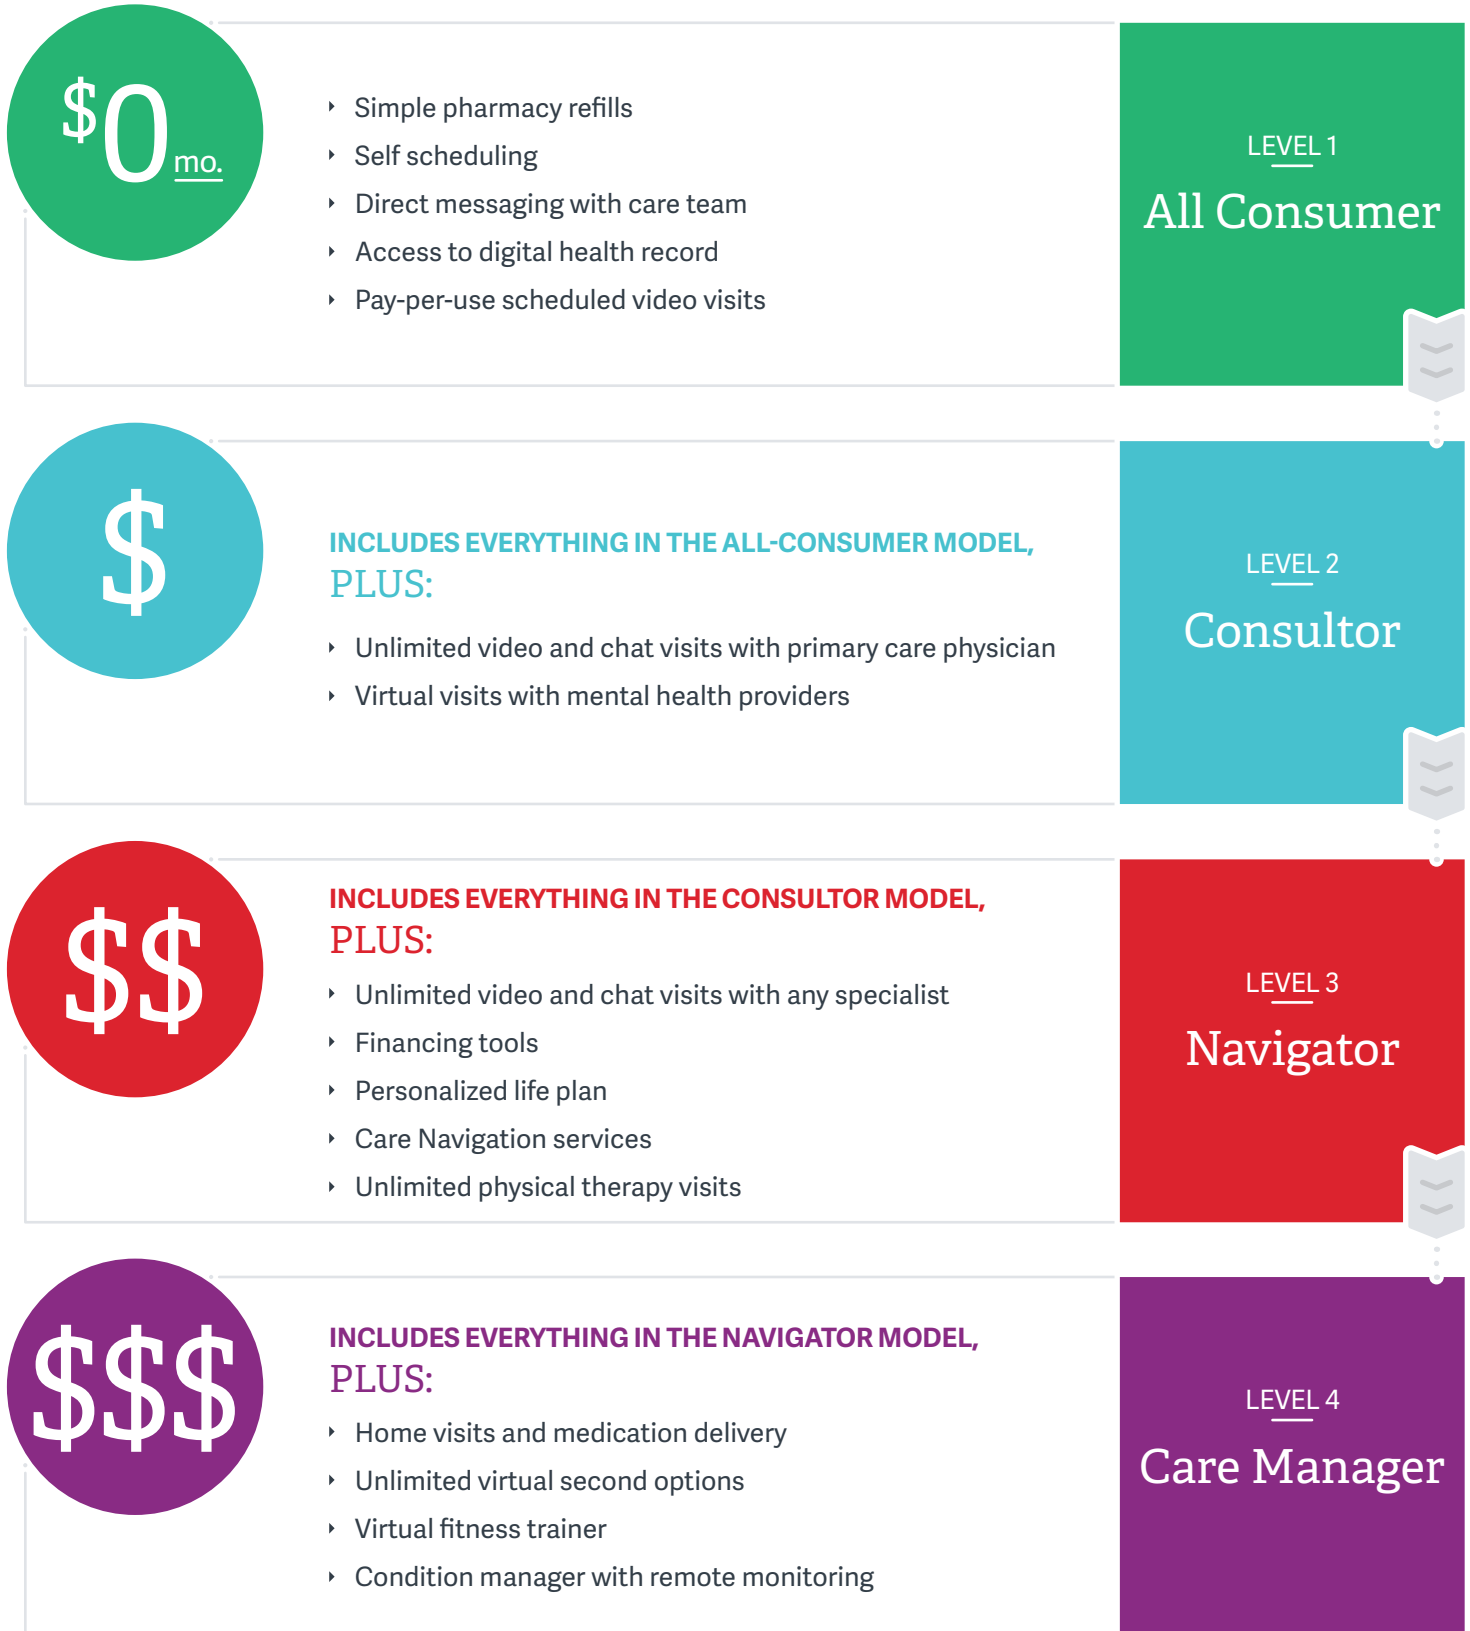 $0 mo.
Simple pharmacy refills
Self scheduling
Direct messaging with care team
Access to digital health record
Pay-per-use scheduled video visits
LEVEL 1
All Consumer
$
INCLUDES EVERYTHING IN THE ALL-CONSUMER MODEL,
PLUS:
Unlimited video and chat visits with primary care physician
Virtual visits with mental health providers
LEVEL 2
Consultor
$$
INCLUDES EVERYTHING IN THE CONSULTOR MODEL,
PLUS:
Unlimited video and chat visits with any specialist
Financing tools
Personalized life plan
Care Navigation services
Unlimited physical therapy visits
LEVEL 3
Navigator
$$$
INCLUDES EVERYTHING IN THE NAVIGATOR MODEL,
PLUS:
Home visits and medication delivery
Unlimited virtual second options
Virtual fitness trainer
Condition manager with remote monitoring
LEVEL 4
Care Manager